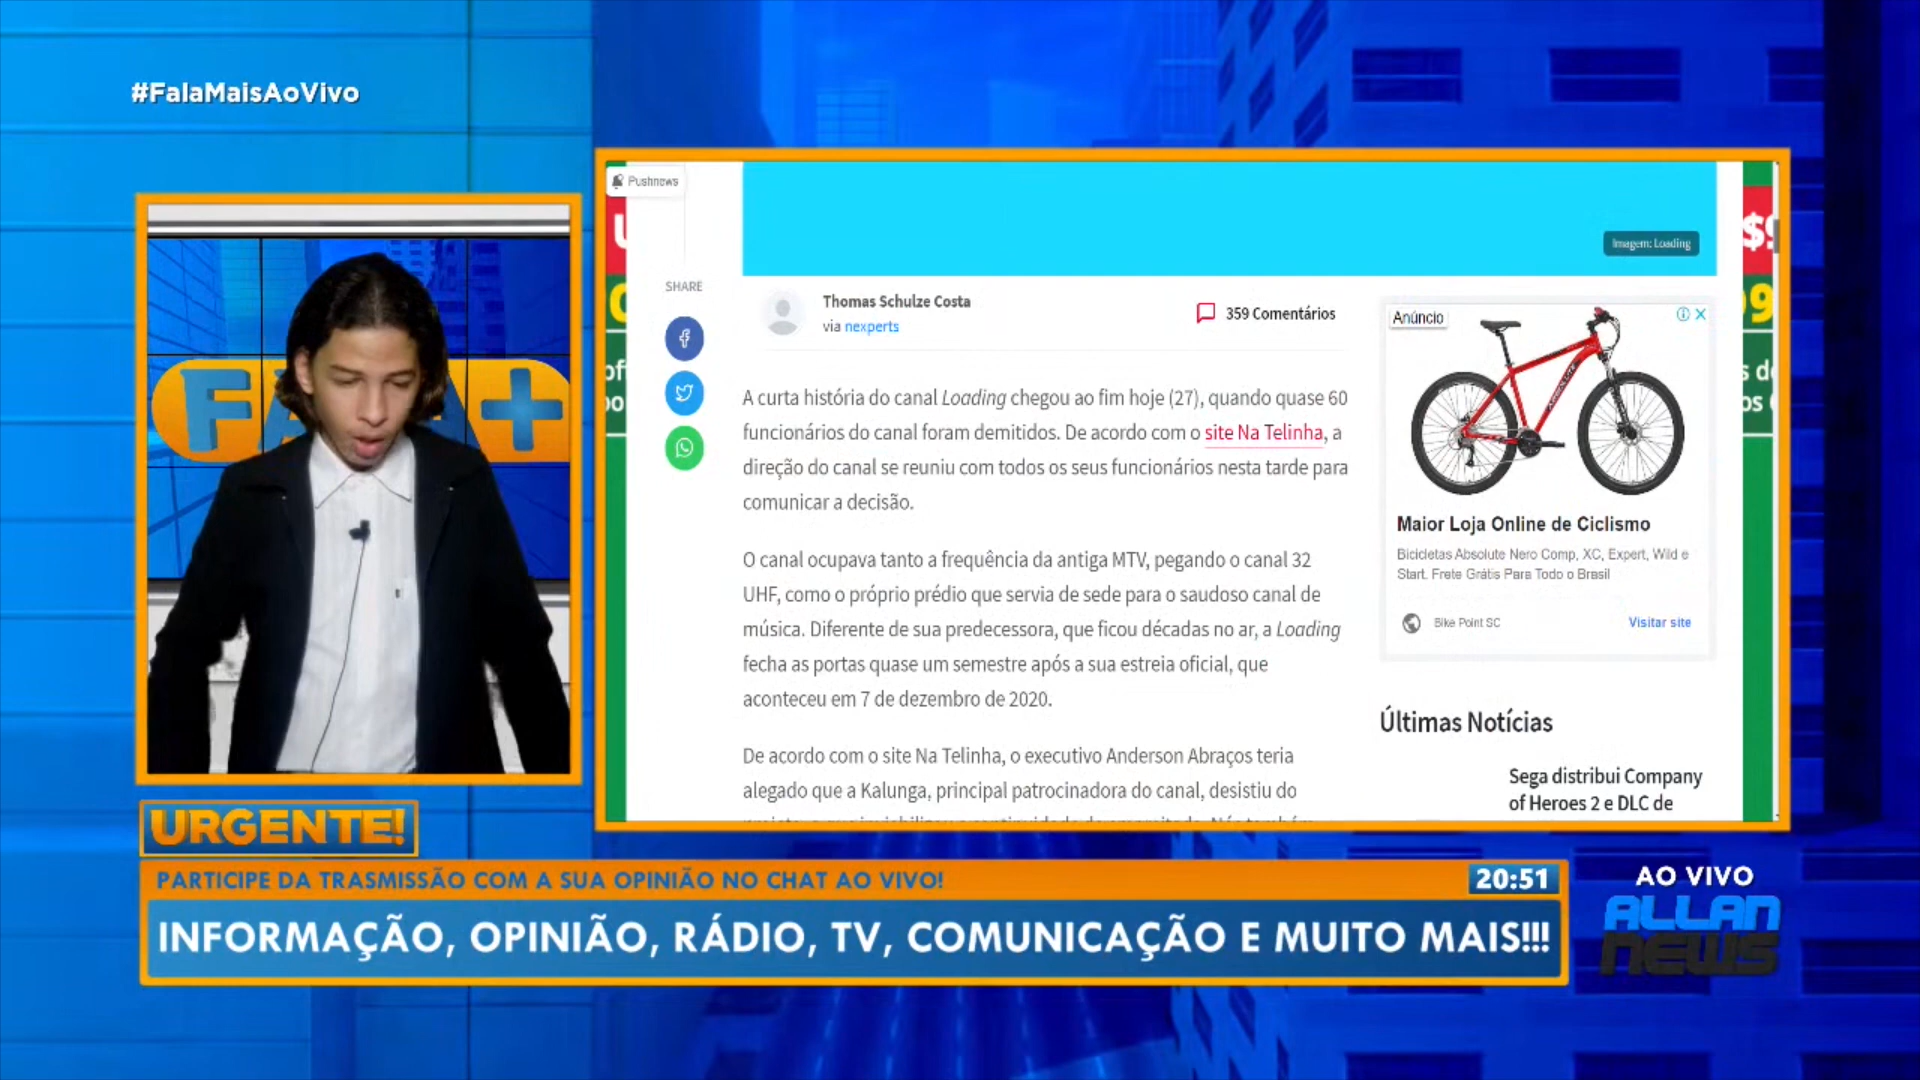 #FalaMaisAoVivo
Pushnews
Imagem: Loading
SHARE
Thomas Schulze Costa
via nexperts
359 Comentários
A curta história do canal Loading chegou ao fim hoje (27), quando quase 60
funcionários do canal foram demitidos. De acordo com o site Na Telinha, a
direção do canal se reuniu com todos os seus funcionários nesta tarde para
comunicar a decisão.
O canal ocupava tanto a frequência da antiga MTV, pegando o canal 32
UHF, como o próprio prédio que servia de sede para o saudoso canal de
música. Diferente de sua predecessora, que ficou décadas no ar, a Loading
fecha as portas quase um semestre após a sua estreia oficial, que
aconteceu em 7 de dezembro de 2020.
De acordo com o site Na Telinha, o executivo Anderson Abraços teria
alegado que a Kalunga, principal patrocinadora do canal, desistiu do
Anúncio
Maior Loja Online de Ciclismo
Bicicletas Absolute Nero Comp, XC, Expert, Wild e
Start. Frete Grátis Para Todo o Brasil
Bike Point SC
Visitar site
Últimas Notícias
Sega distribui Company
of Heroes 2 e DLC de
URGENTE!
PARTICIPE DA TRASMISSÃO COM A SUA OPINIÃO NO CHAT AO VIVO!
20:51
INFORMAÇÃO, OPINIÃO, RÁDIO, TV, COMUNICAÇÃO E MUITO MAIS!!!
AO VIVO
ALLAN
NEWS